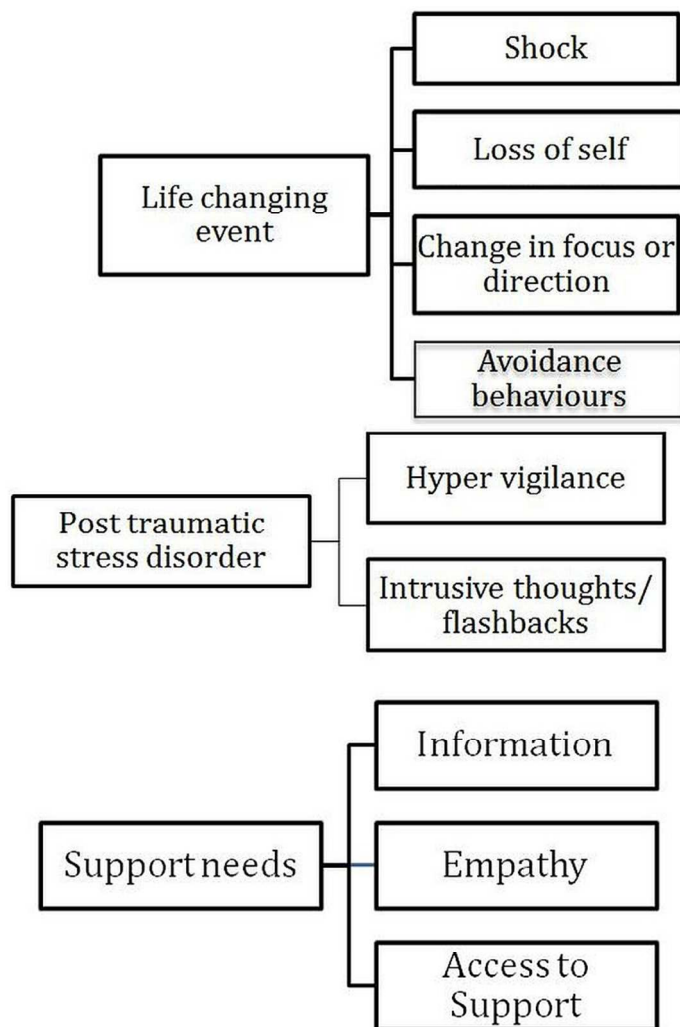 Life changing
event
Shock
Loss of self
Change in focus or
direction
Avoidance
behaviours
Post traumatic
stress disorder
Hyper vigilance
Intrusive thoughts/
flashbacks
Support needs
Information
Empathy
Access to
Support